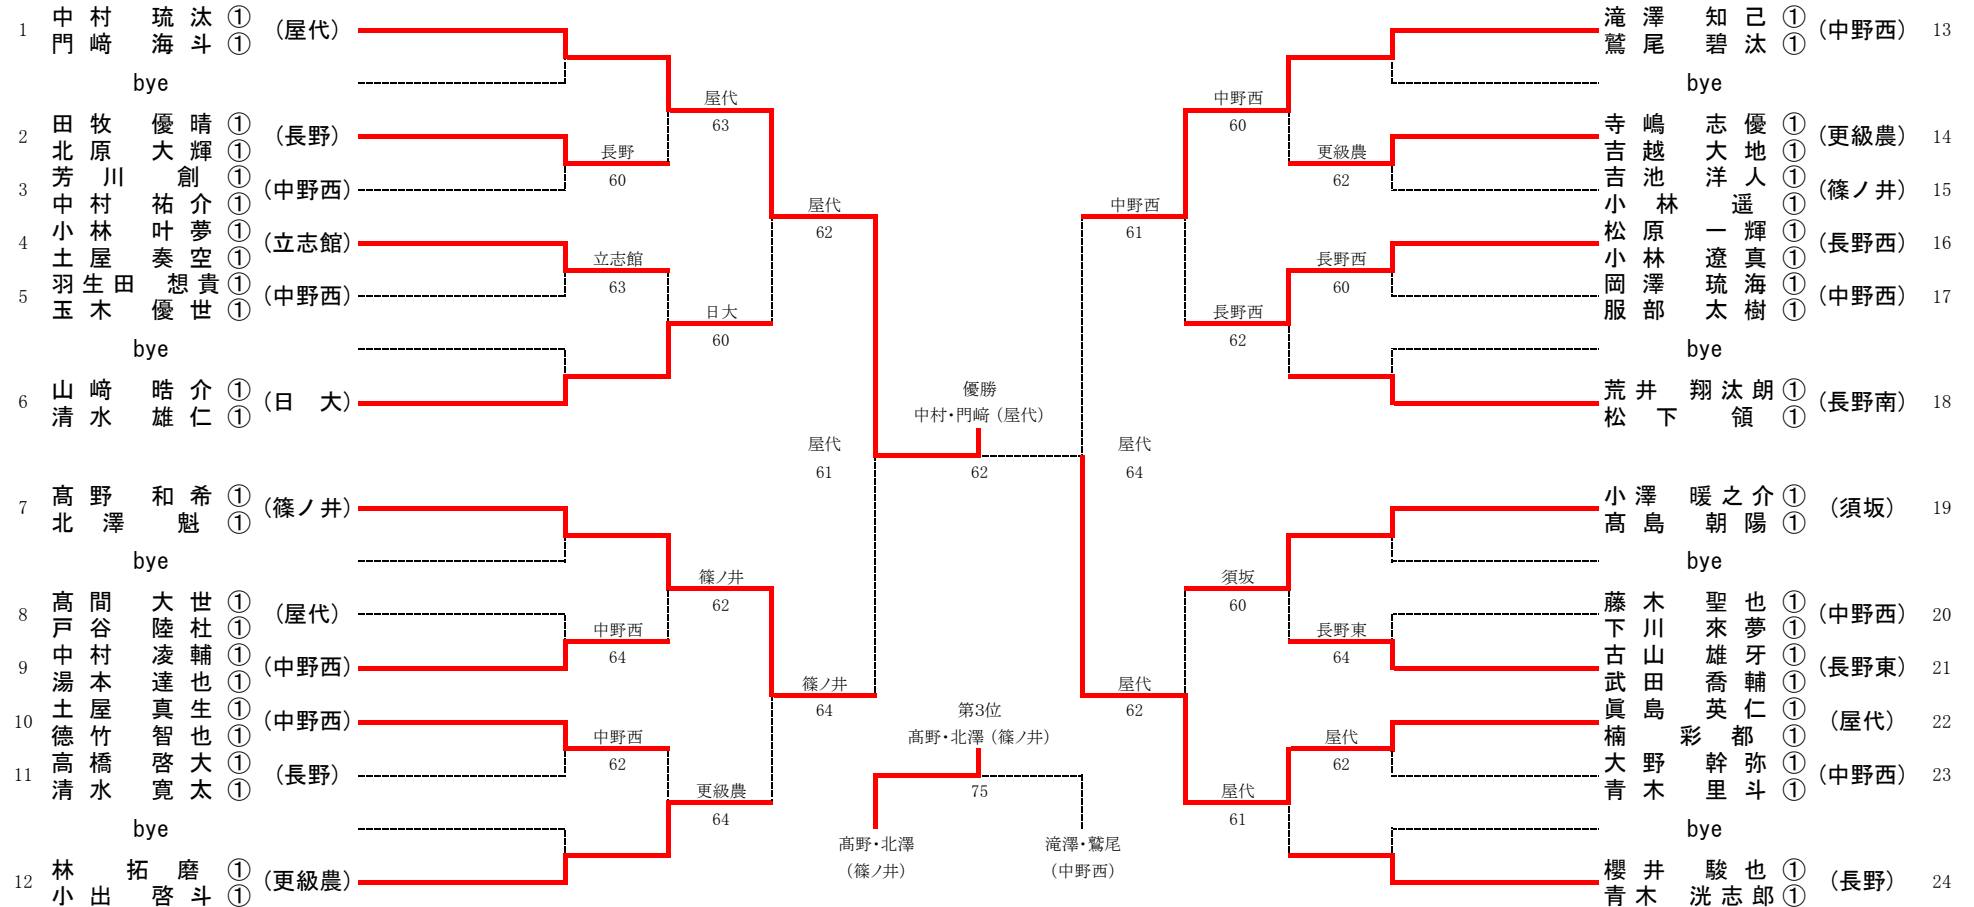 1 中村 琉汰 ① (屋代)
門﨑 海斗 ①
bye
2 田牧 優晴 ① (長野)
北原 大輝 ①
3 芳川 創 ① (中野西)
中村 祐介 ①
4 小林 叶夢 ① (立志館)
土屋 奏空 ①
5 羽生田 想貴 ① (中野西)
玉木 優世 ①
bye
6 山﨑 晧介 ① (日 大)
清水 雄仁 ①
7 髙野 和希 ① (篠ノ井)
北澤 魁 ①
bye
8 髙間 大世 ① (屋代)
戸谷 陸杜 ①
9 中村 凌輔 ① (中野西)
湯本 達也 ①
10 土屋 真生 ① (中野西)
德竹 智也 ①
11 高橋 啓大 ① (長野)
清水 寛太 ①
bye
12 林 拓磨 ① (更級農)
小出 啓斗 ①
長野
60
立志館
63
中野西
64
中野西
62
屋代
63
日大
60
篠ノ井
62
更級農
64
屋代
62
篠ノ井
64
屋代
61
優勝
中村・門﨑 (屋代)
62
屋代
64
第3位
髙野・北澤 (篠ノ井)
75
髙野・北澤
(篠ノ井)
滝澤・鷲尾
(中野西)
中野西
61
屋代
62
中野西
60
長野西
62
須坂
60
屋代
61
更級農
62
長野西
60
長野東
64
屋代
62
滝澤 知己 ① (中野西) 13
鷲尾 碧汰 ①
bye
寺嶋 志優 ① (更級農) 14
吉越 大地 ①
吉池 洋人 ① (篠ノ井) 15
小林 遥 ①
松原 一輝 ① (長野西) 16
小林 遼真 ①
岡澤 琉海 ① (中野西) 17
服部 太樹 ①
bye
荒井 翔汰朗 ① (長野南) 18
松下 領 ①
小澤 暖之介 ① (須坂) 19
髙島 朝陽 ①
bye
藤木 聖也 ① (中野西) 20
下川 來夢 ①
古山 雄牙 ① (長野東) 21
武田 喬輔 ①
眞島 英仁 ① (屋代) 22
楠 彩都 ①
大野 幹弥 ① (中野西) 23
青木 里斗 ①
bye
櫻井 駿也 ① (長野) 24
青木 洸志郎 ①